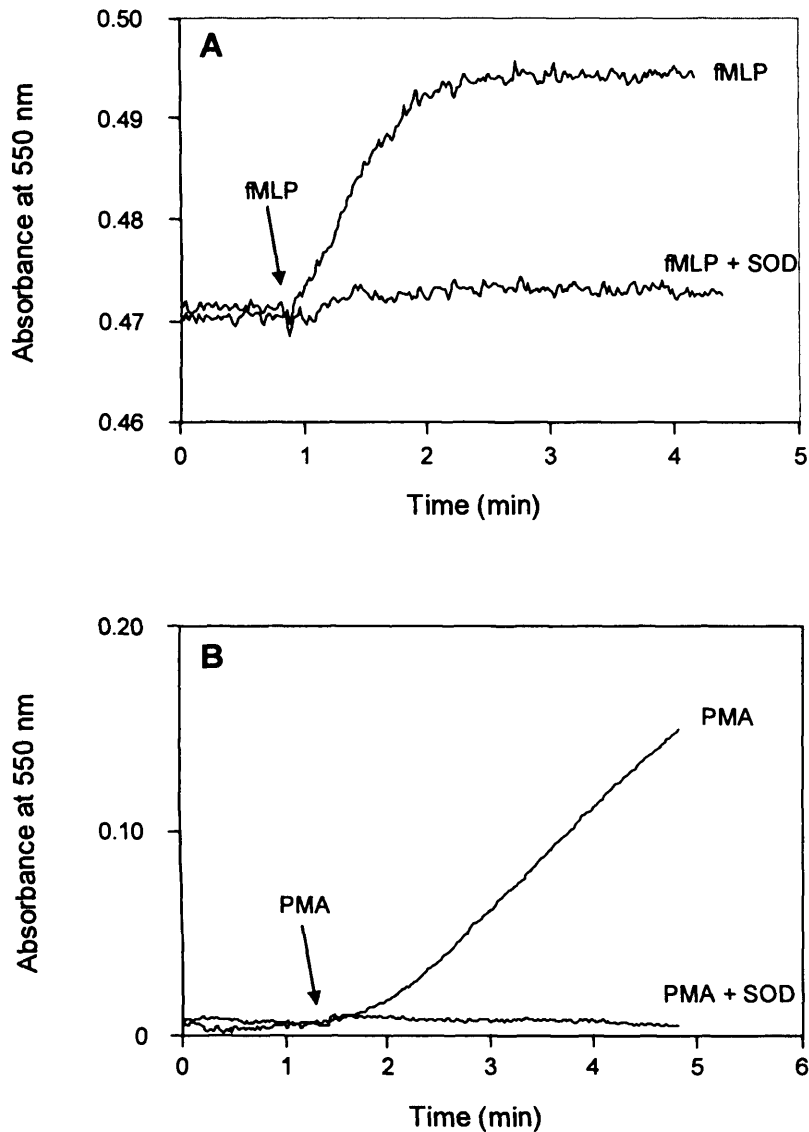 A
0.50
0.49
0.48
0.47
0.46
Absorbance at 550 nm
fMLP
fMLP
fMLP + SOD
0 1 2 3 4 5
Time (min)
B
0.20
0.10
0
Absorbance at 550 nm
PMA
PMA
PMA + SOD
0 1 2 3 4 5 6
Time (min)